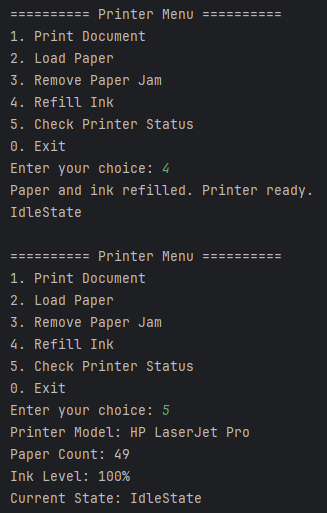 ========== Printer Menu ==========
1. Print Document
2. Load Paper
3. Remove Paper Jam
4. Refill Ink
5. Check Printer Status
0. Exit
Enter your choice: 4
Paper and ink refilled. Printer ready.
IdleState
========== Printer Menu ==========
1. Print Document
2. Load Paper
3. Remove Paper Jam
4. Refill Ink
5. Check Printer Status
0. Exit
Enter your choice: 5
Printer Model: HP LaserJet Pro
Paper Count: 49
Ink Level: 100%
Current State: IdleState